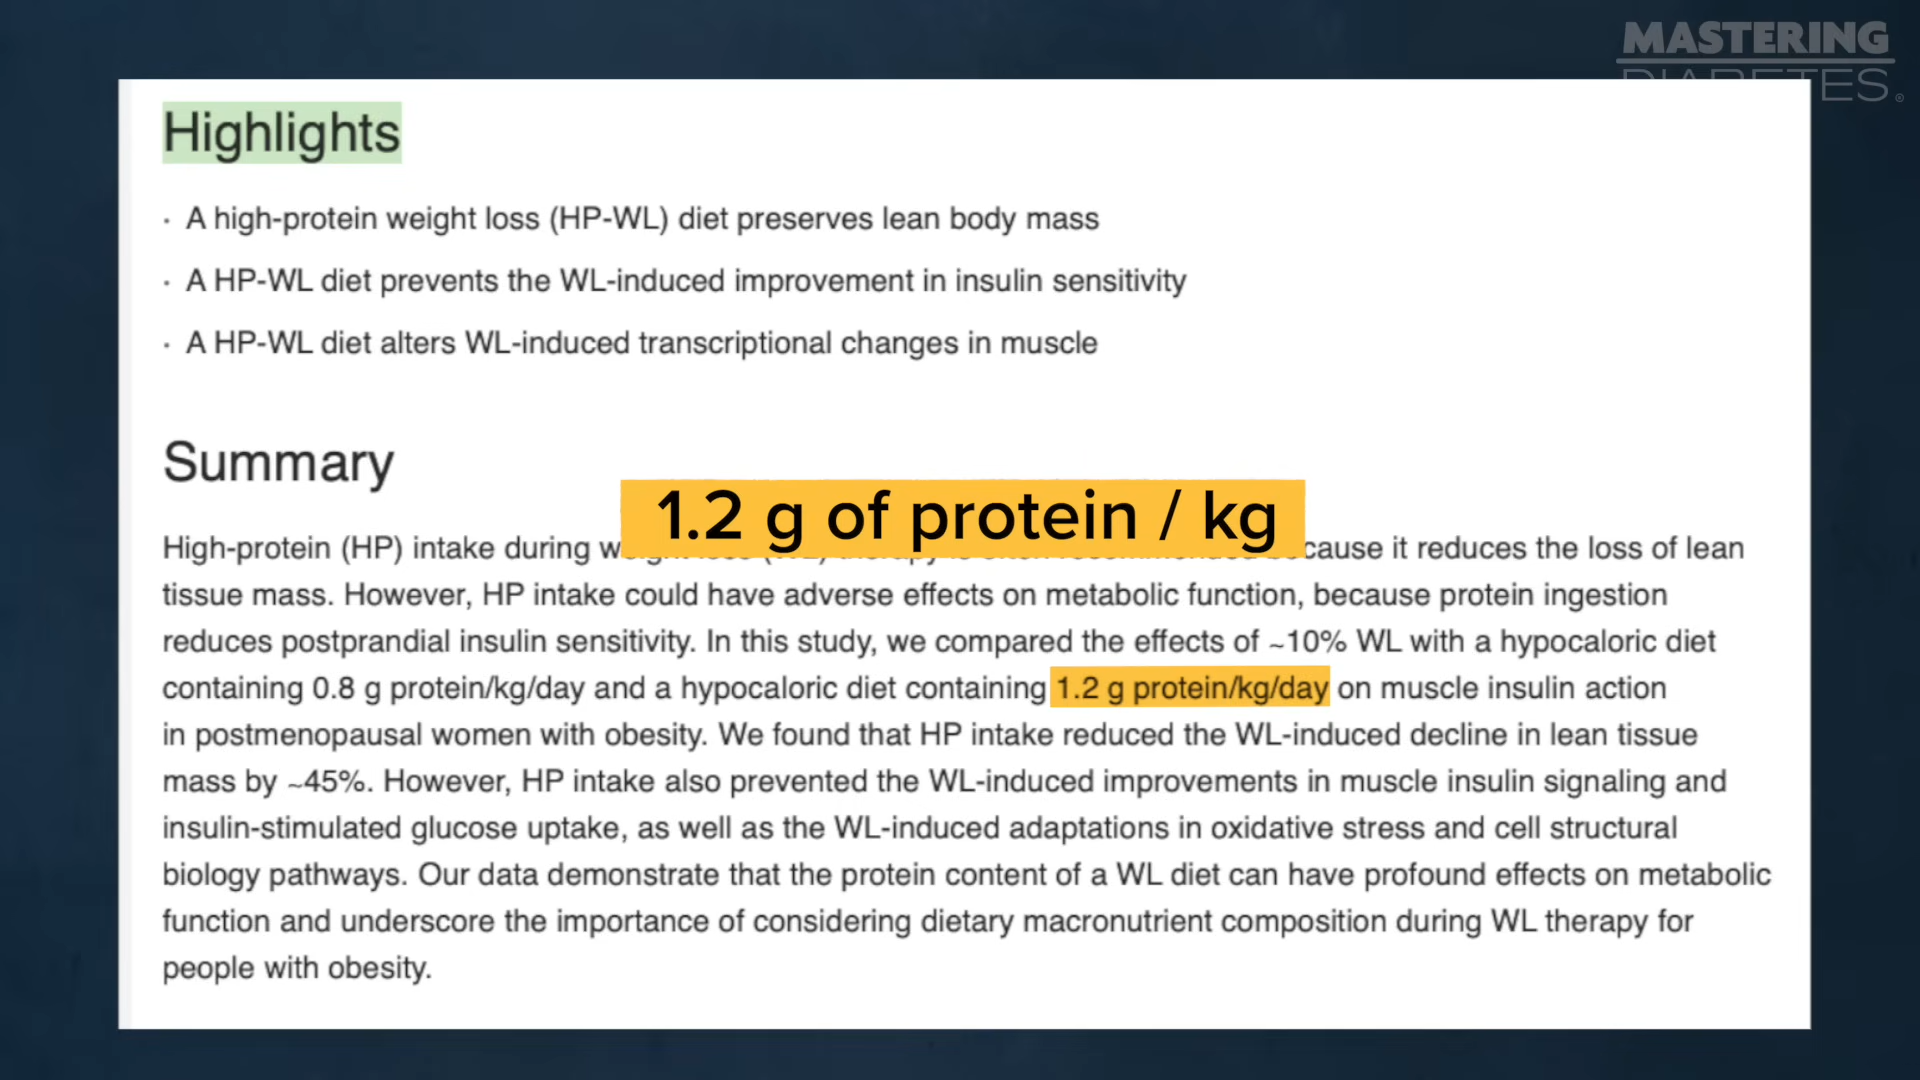 MASTERING
DIABETES®
Highlights
· A high-protein weight loss (HP-WL) diet preserves lean body mass
· A HP-WL diet prevents the WL-induced improvement in insulin sensitivity
· A HP-WL diet alters WL-induced transcriptional changes in muscle
Summary
1.2 g of protein / kg
High-protein (HP) intake during cause it reduces the loss of lean
tissue mass. However, HP intake could have adverse effects on metabolic function, because protein ingestion
reduces postprandial insulin sensitivity. In this study, we compared the effects of ~10% WL with a hypocaloric diet
containing 0.8 g protein/kg/day and a hypocaloric diet containing 1.2 g protein/kg/day on muscle insulin action
in postmenopausal women with obesity. We found that HP intake reduced the WL-induced decline in lean tissue
mass by ~45%. However, HP intake also prevented the WL-induced improvements in muscle insulin signaling and
insulin-stimulated glucose uptake, as well as the WL-induced adaptations in oxidative stress and cell structural
biology pathways. Our data demonstrate that the protein content of a WL diet can have profound effects on metabolic
function and underscore the importance of considering dietary macronutrient composition during WL therapy for
people with obesity.